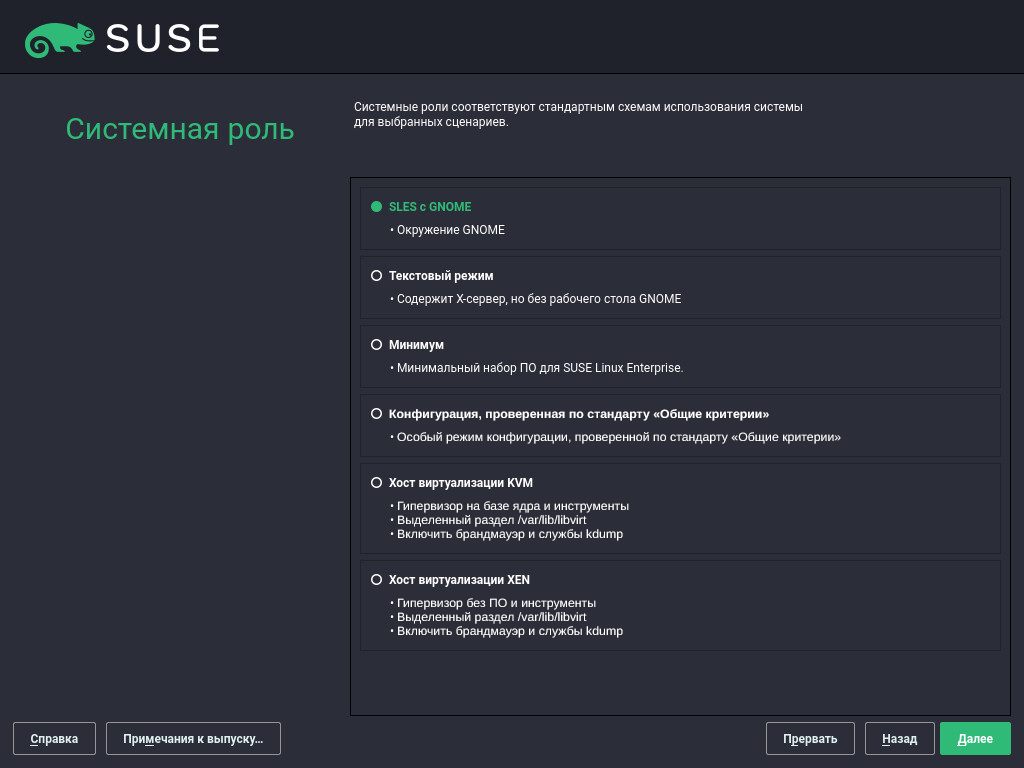 SUSE
Системная роль
Системные роли соответствуют стандартным схемам использования системы
для выбранных сценариев.
SLES с GNOME
• Окружение GNOME
Текстовый режим
• Содержит X-сервер, но без рабочего стола GNOME
Минимум
• Минимальный набор ПО для SUSE Linux Enterprise.
Конфигурация, проверенная по стандарту «Общие критерии»
• Особый режим конфигурации, проверенной по стандарту «Общие критерии»
Хост виртуализации KVM
• Гипервизор на базе ядра и инструменты
• Выделенный раздел /var/lib/libvirt
• Включить брандмауэр и службы kdump
Хост виртуализации XEN
• Гипервизор без ПО и инструменты
• Выделенный раздел /var/lib/libvirt
• Включить брандмауэр и службы kdump
Справка
Примечания к выпуску...
Прервать
Назад
Далее